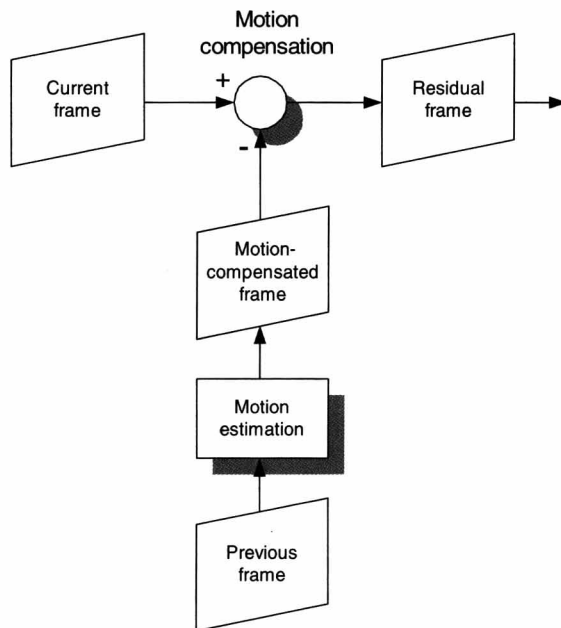 Motion
compensation
Current
frame
+
-
Residual
frame
Motion-
compensated
frame
Motion
estimation
Previous
frame